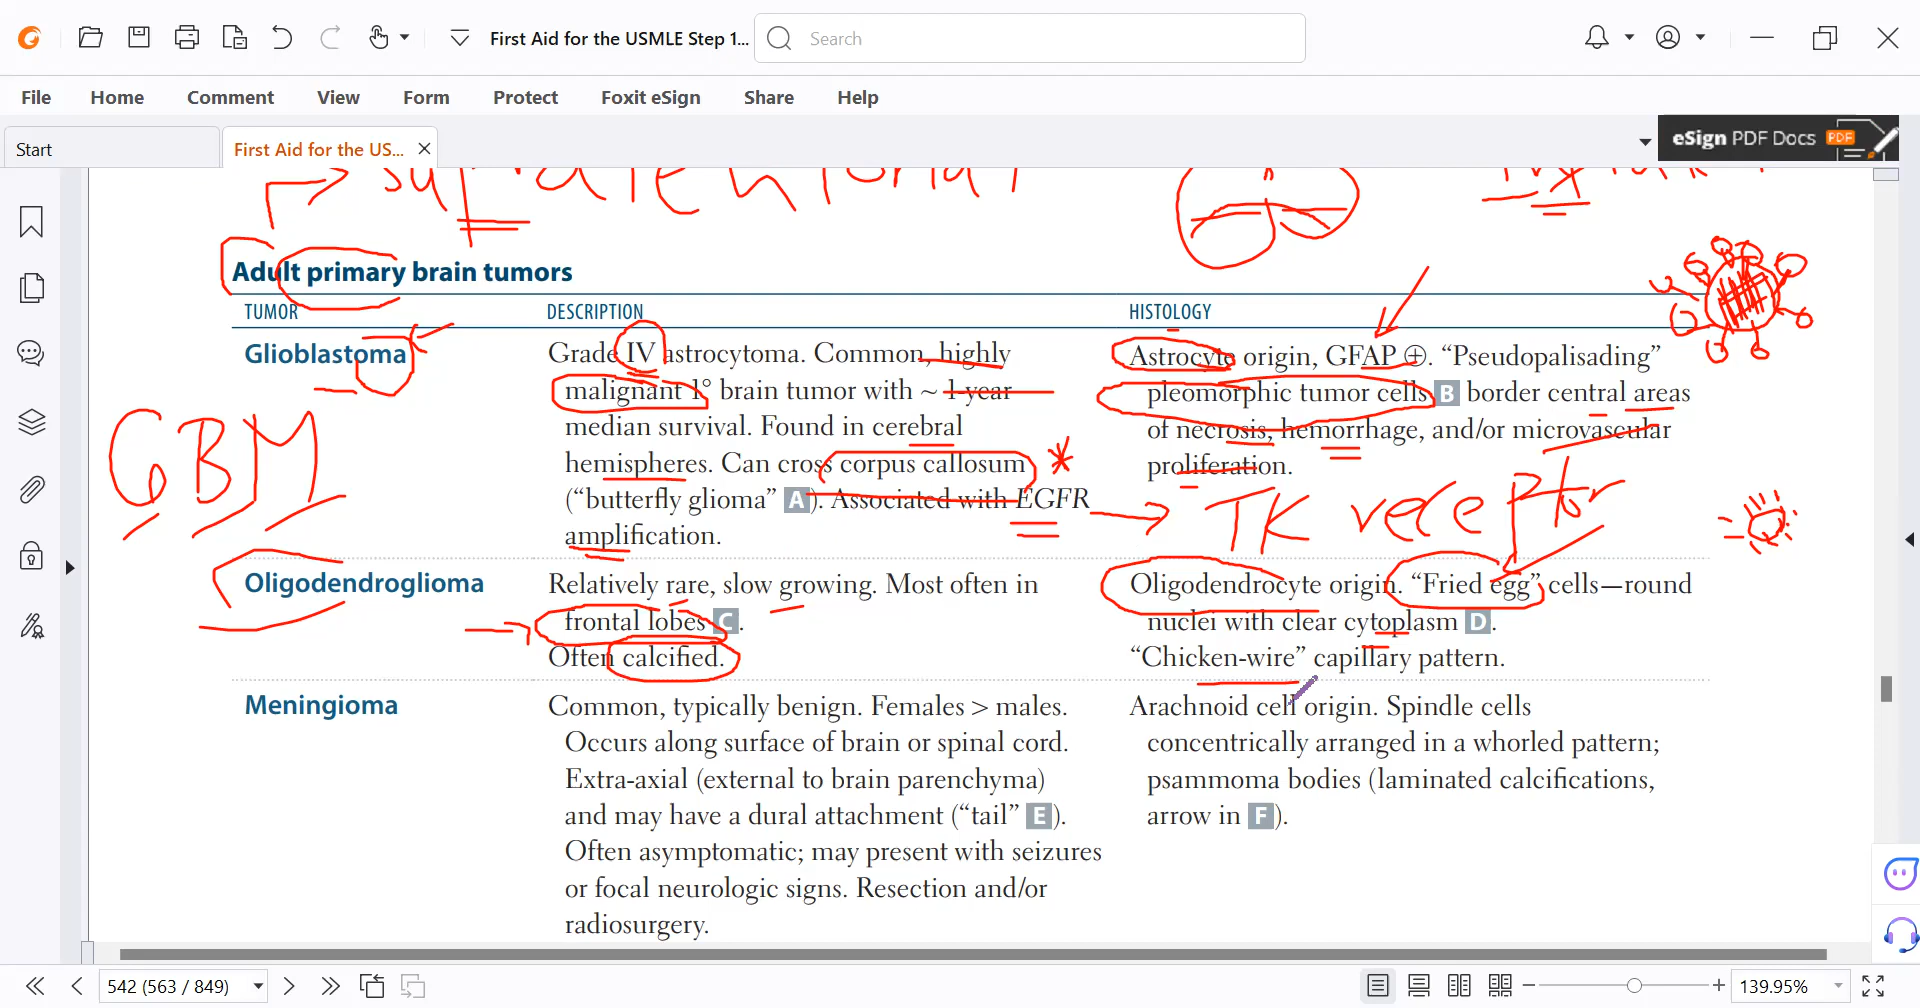 First Aid for the USMLE Step 1...
Search
File Home Comment View Form Protect Foxit eSign Share Help
Start
First Aid for the US...
eSign PDF Docs PDF
supratentorial
Adult primary brain tumors
TUMOR DESCRIPTION HISTOLOGY
Glioblastoma
Grade IV astrocytoma. Common, highly
malignant 1° brain tumor with ~ 1-year
median survival. Found in cerebral
hemispheres. Can cross corpus callosum
(“butterfly glioma” A). Associated with EGFR
amplification.
Astrocyte origin, GFAP ⊕. “Pseudopalisading”
pleomorphic tumor cells B border central areas
of necrosis, hemorrhage, and/or microvascular
proliferation.
GBM
TK receptor
Oligodendroglioma
Relatively rare, slow growing. Most often in
frontal lobes C.
Often calcified.
Oligodendrocyte origin. “Fried egg” cells—round
nuclei with clear cytoplasm D.
“Chicken-wire” capillary pattern.
Meningioma
Common, typically benign. Females > males.
Occurs along surface of brain or spinal cord.
Extra-axial (external to brain parenchyma)
and may have a dural attachment (“tail” E).
Often asymptomatic; may present with seizures
or focal neurologic signs. Resection and/or
radiosurgery.
Arachnoid cell origin. Spindle cells
concentrically arranged in a whorled pattern;
psammoma bodies (laminated calcifications,
arrow in F).
542 (563 / 849)
139.95%